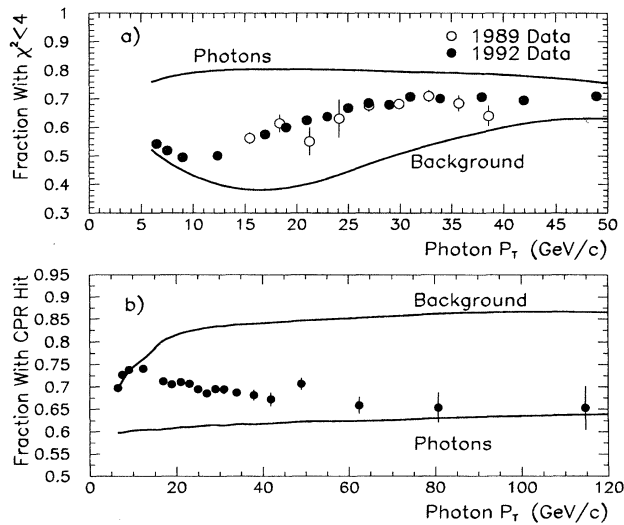 a)
○ 1989 Data
● 1992 Data
Photons
Background
Fraction With χ²<4
1
0.9
0.8
0.7
0.6
0.5
0.4
0.3
0 5 10 15 20 25 30 35 40 45 50
Photon P_T (GeV/c)
b)
Background
Photons
Fraction With CPR Hit
0.95
0.9
0.85
0.8
0.75
0.7
0.65
0.6
0.55
0.5
0 20 40 60 80 100 120
Photon P_T (GeV/c)